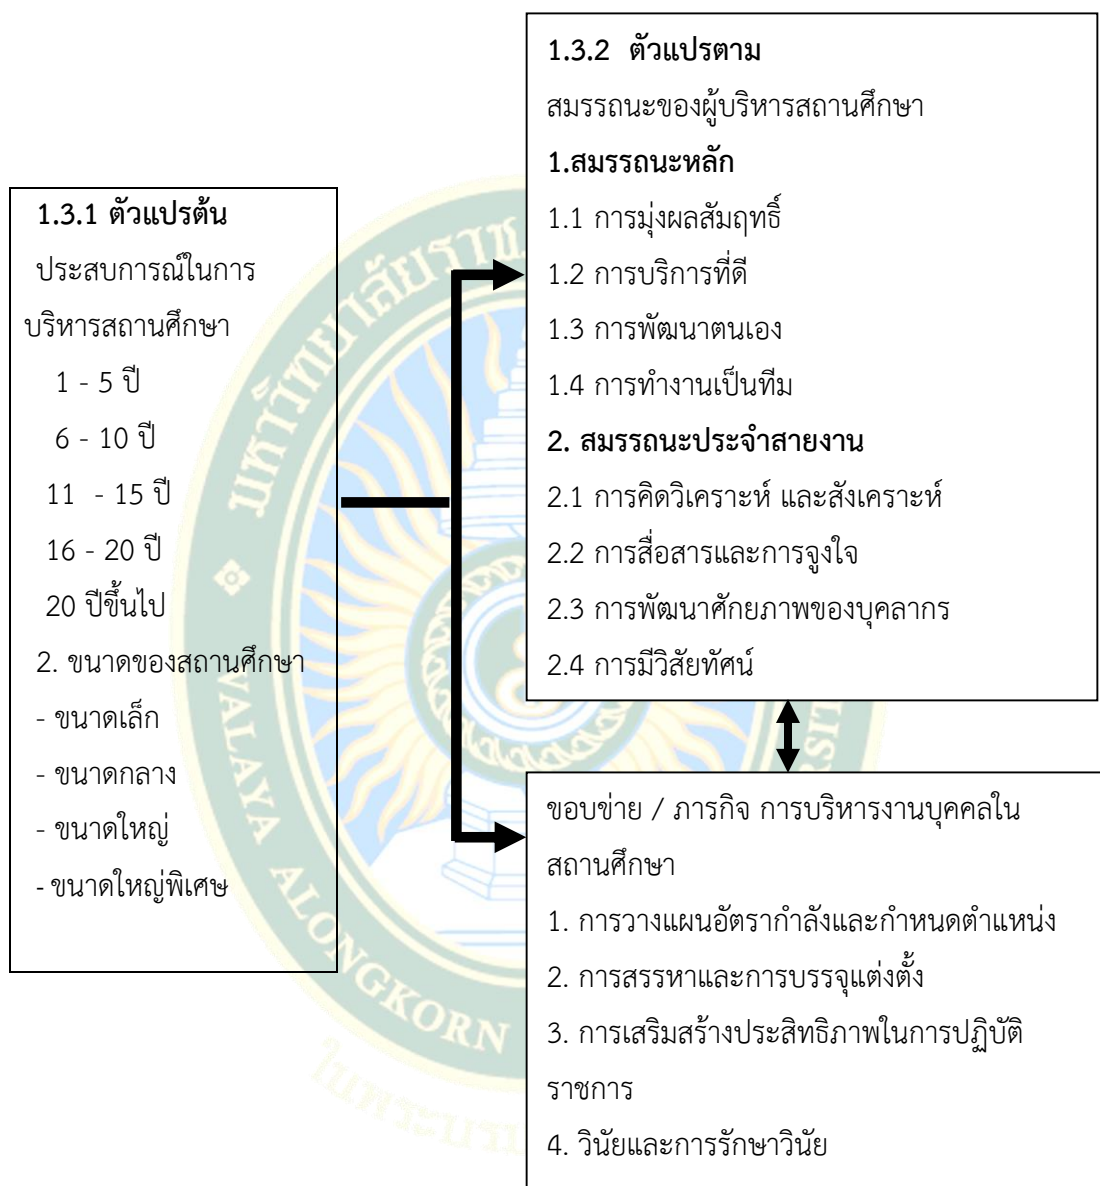 1.3.1 ตัวแปรต้น
ประสบการณ์ในการ
บริหารสถานศึกษา
1 - 5 ปี
6 - 10 ปี
11 - 15 ปี
16 - 20 ปี
20 ปีขึ้นไป
2. ขนาดของสถานศึกษา
- ขนาดเล็ก
- ขนาดกลาง
- ขนาดใหญ่
- ขนาดใหญ่พิเศษ
1.3.2 ตัวแปรตาม
สมรรถนะของผู้บริหารสถานศึกษา
1.สมรรถนะหลัก
1.1 การมุ่งผลสัมฤทธิ์
1.2 การบริการที่ดี
1.3 การพัฒนาตนเอง
1.4 การทำงานเป็นทีม
2. สมรรถนะประจำสายงาน
2.1 การคิดวิเคราะห์ และสังเคราะห์
2.2 การสื่อสารและการจูงใจ
2.3 การพัฒนาศักยภาพของบุคลากร
2.4 การมีวิสัยทัศน์
ขอบข่าย / ภารกิจ การบริหารงานบุคคลใน
สถานศึกษา
1. การวางแผนอัตรากำลังและกำหนดตำแหน่ง
2. การสรรหาและการบรรจุแต่งตั้ง
3. การเสริมสร้างประสิทธิภาพในการปฏิบัติ
ราชการ
4. วินัยและการรักษาวินัย
VALAYA ALONGKORN